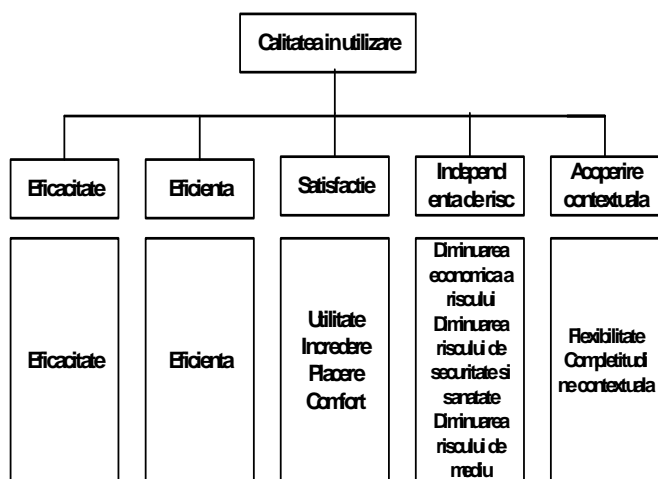 Calitatea in utilizare
Eficacitate
Eficienta
Satisfactie
Independ
enta de risc
Acoperire
contextuala
Eficacitate
Eficienta
Utilitate
Incredere
Placere
Comfort
Diminuarea
economica a
riscului
Diminuarea
riscului de
securitate si
sanatate
Diminuarea
riscului de
mediu
Flexibilitate
Completitudi
ne contextuala